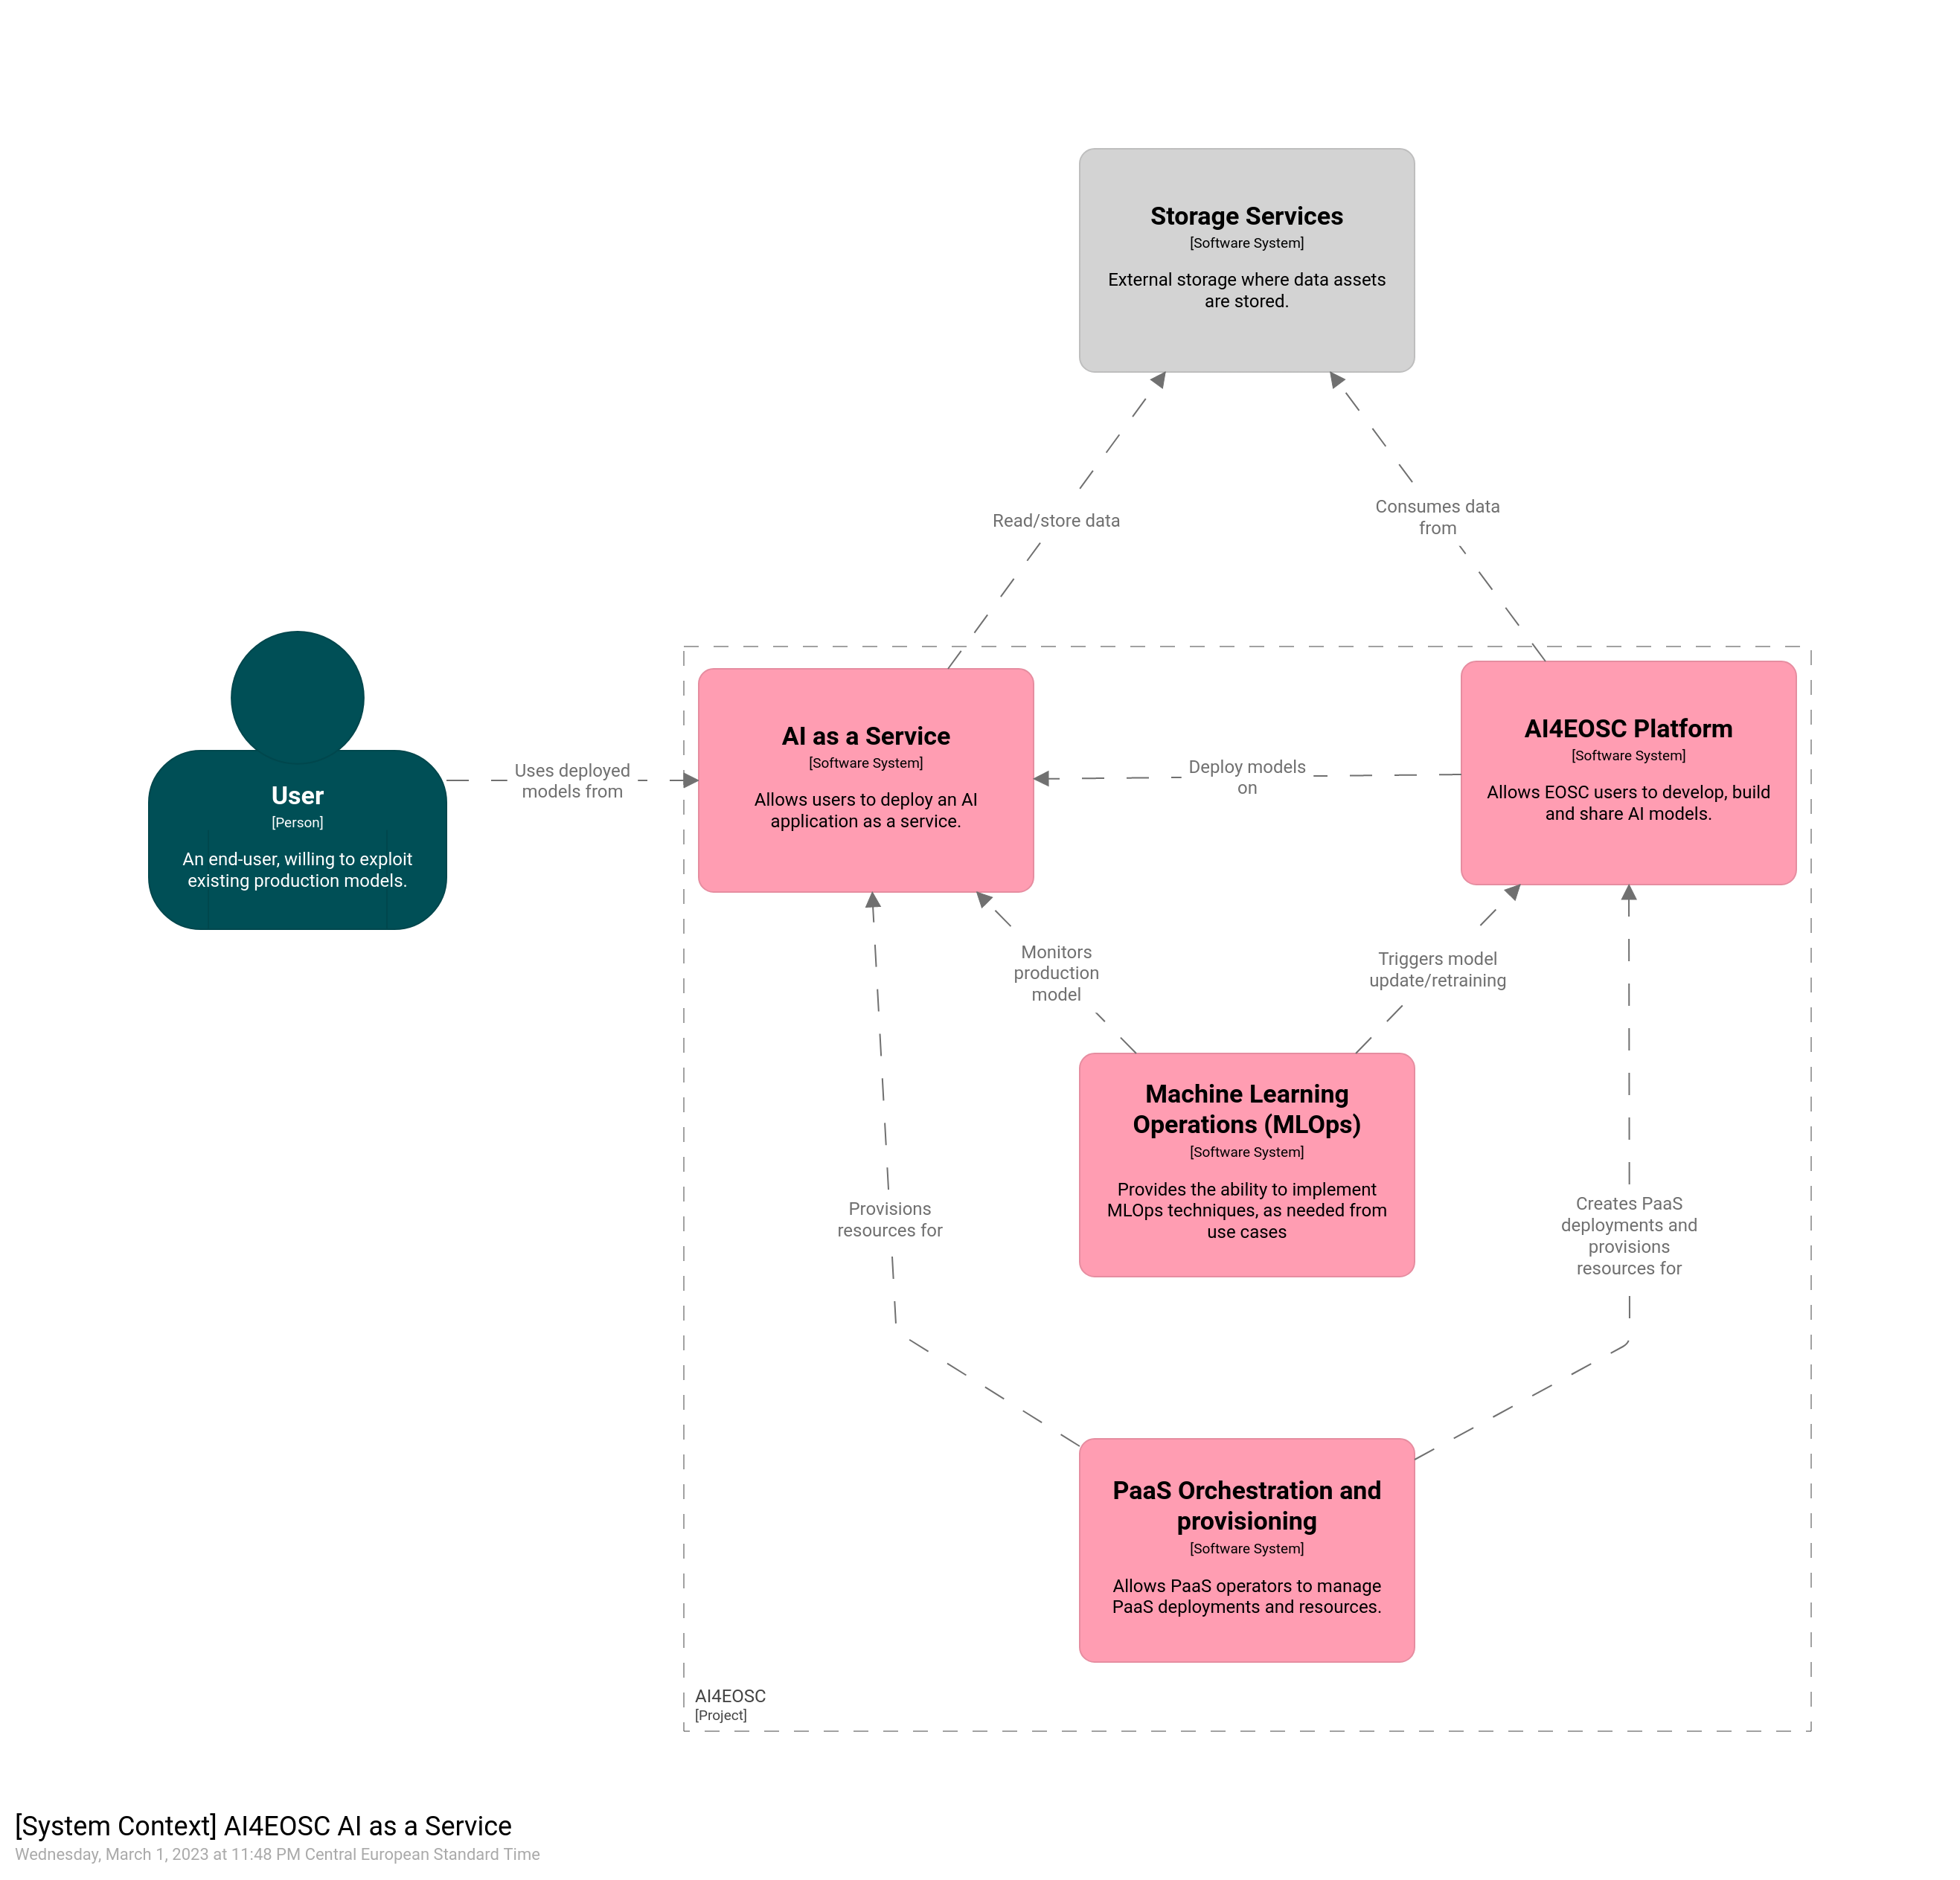 Storage Services
[Software System]
External storage where data assets
are stored.
Read/store data
Consumes data
from
User
[Person]
An end-user, willing to exploit
existing production models.
Uses deployed
models from
AI as a Service
[Software System]
Allows users to deploy an AI
application as a service.
Deploy models
on
AI4EOSC Platform
[Software System]
Allows EOSC users to develop, build
and share AI models.
Monitors
production
model
Triggers model
update/retraining
Machine Learning
Operations (MLOps)
[Software System]
Provides the ability to implement
MLOps techniques, as needed from
use cases
Provisions
resources for
Creates PaaS
deployments and
provisions
resources for
PaaS Orchestration and
provisioning
[Software System]
Allows PaaS operators to manage
PaaS deployments and resources.
AI4EOSC
[Project]
[System Context] AI4EOSC AI as a Service
Wednesday, March 1, 2023 at 11:48 PM Central European Standard Time